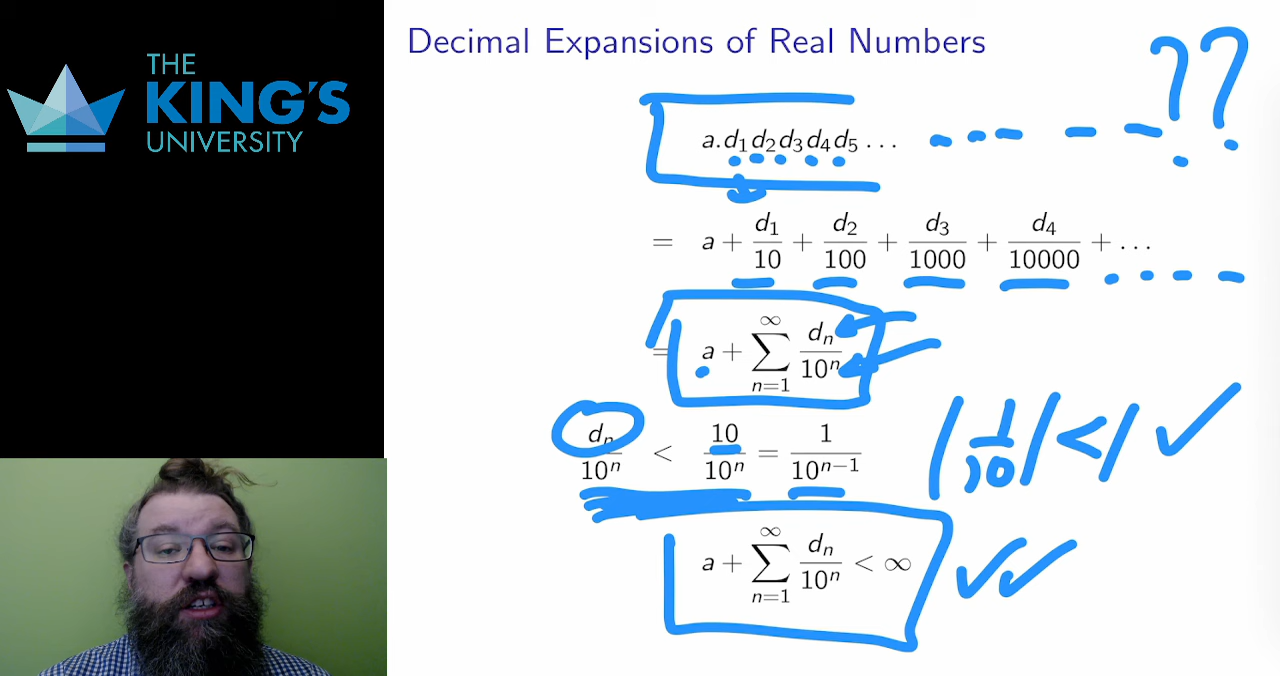 THE
KING'S
UNIVERSITY
Decimal Expansions of Real Numbers
??
a.d₁d₂d₃d₄d₅...
= a + d₁/10 + d₂/100 + d₃/1000 + d₄/10000 + ...
= a + ∑_{n=1}^{∞} dₙ/10ⁿ
dₙ/10ⁿ < 10/10ⁿ = 1/10ⁿ⁻¹
|1/10| < 1 ✓
a + ∑_{n=1}^{∞} dₙ/10ⁿ < ∞ ✓✓